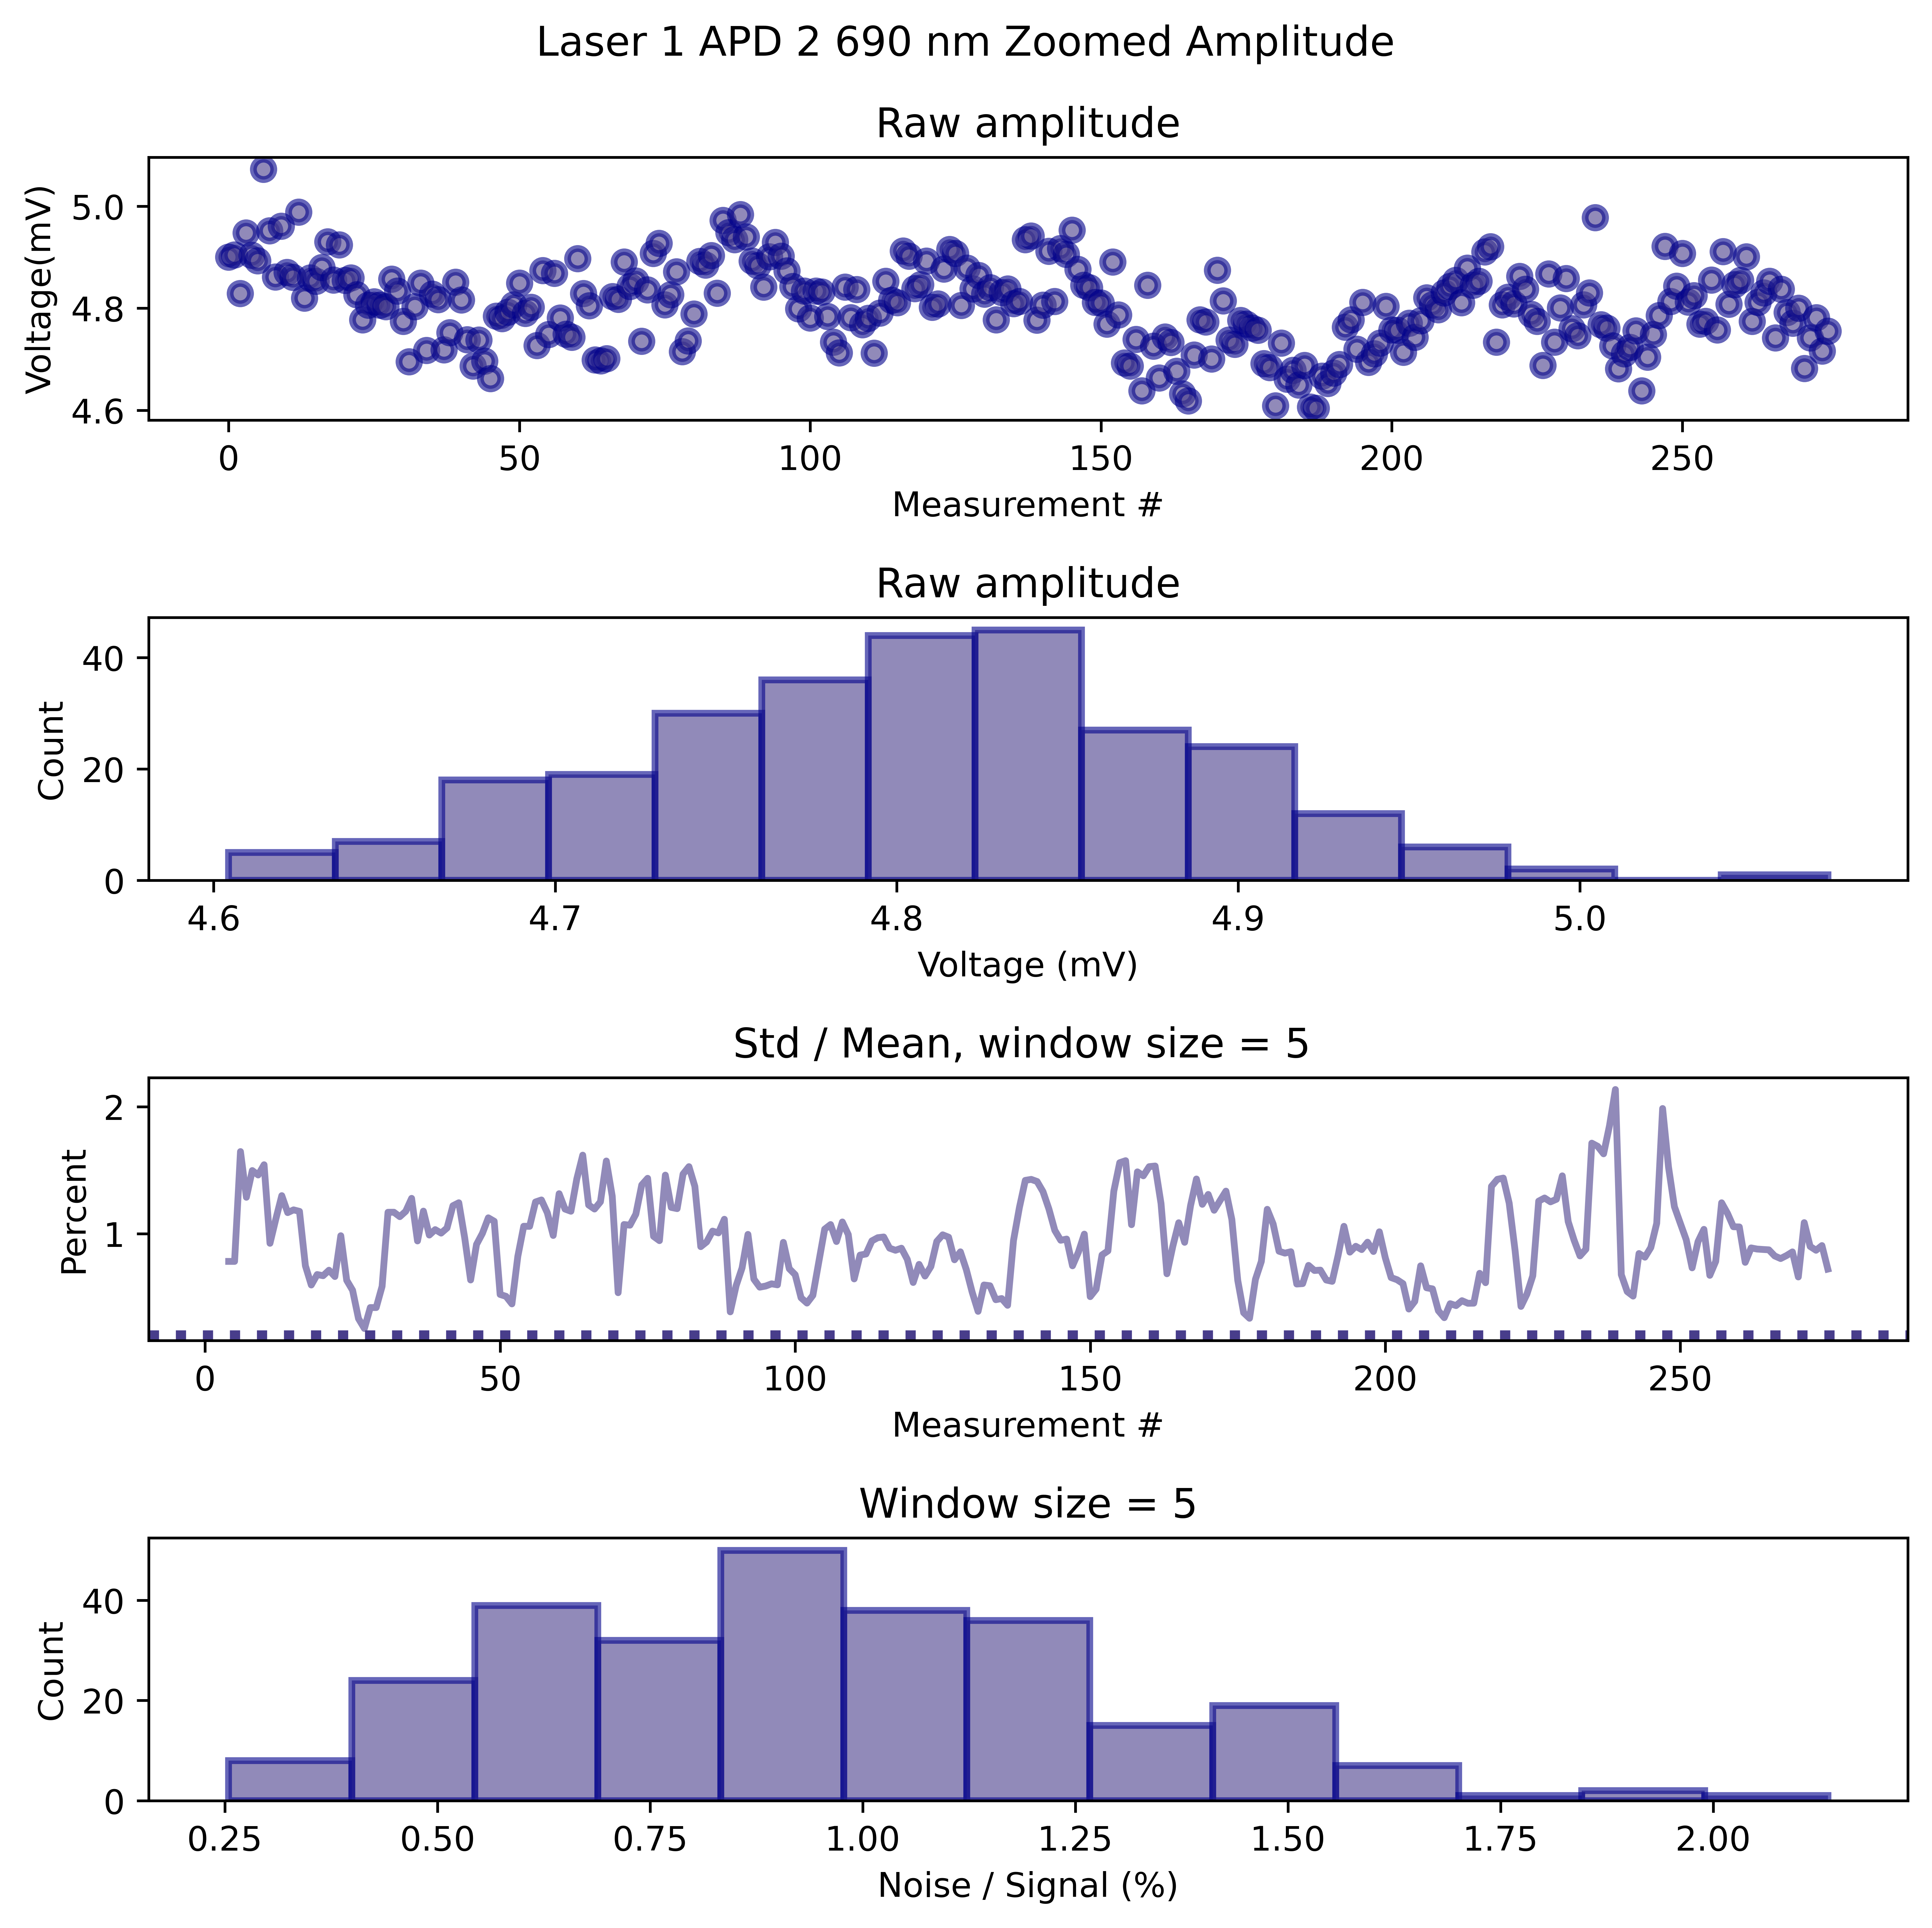 Laser 1 APD 2 690 nm Zoomed Amplitude
Raw amplitude
Voltage(mV)
5.0
4.8
4.6
0 50 100 150 200 250
Measurement #
Raw amplitude
Count
40
20
0
4.6 4.7 4.8 4.9 5.0
Voltage (mV)
Std / Mean, window size = 5
Percent
2
1
0 50 100 150 200 250
Measurement #
Window size = 5
Count
40
20
0
0.25 0.50 0.75 1.00 1.25 1.50 1.75 2.00
Noise / Signal (%)